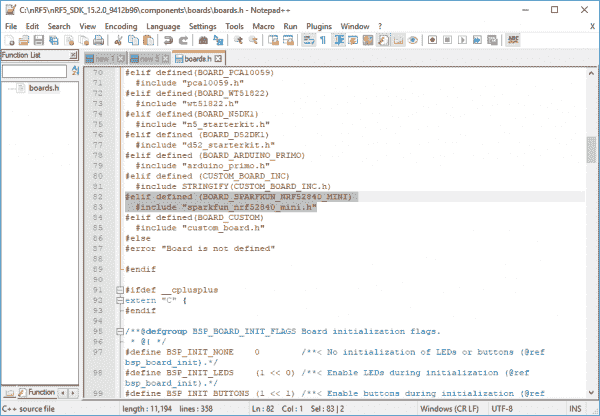 C:\nRF5\nRF5_SDK_15.2.0_9412b96\components\boards\boards.h - Notepad++
File Edit Search View Encoding Language Settings Tools Macro Run Plugins Window ? X
Function List
new 1 new 5 boards.h
boards.h
70 #elif defined(BOARD_PCA10059)
71 #include "pca10059.h"
72 #elif defined(BOARD_WT51822)
73 #include "wt51822.h"
74 #elif defined(BOARD_N5DK1)
75 #include "n5_starterkit.h"
76 #elif defined (BOARD_D52DK1)
77 #include "d52_starterkit.h"
78 #elif defined (BOARD_ARDUINO_PRIMO)
79 #include "arduino_primo.h"
80 #elif defined (CUSTOM_BOARD_INC)
81 #include STRINGIFY(CUSTOM_BOARD_INC.h)
82 #elif defined (BOARD_SPARKFUN_NRF52840_MINI)
83 #include "sparkfun_nrf52840_mini.h"
84 #elif defined(BOARD_CUSTOM)
85 #include "custom_board.h"
86 #else
87 #error "Board is not defined"
88
89 #endif
90
91 #ifdef __cplusplus
92 extern "C" {
93 #endif
94
95 /**@defgroup BSP_BOARD_INIT_FLAGS Board initialization flags.
96 * @{ */
97 #define BSP_INIT_NONE 0 /**< No initialization of LEDs or buttons (@ref
bsp_board_init).*/
98 #define BSP_INIT_LEDS (1 << 0) /**< Enable LEDs during initialization (@ref
bsp_board_init).*/
99 #define BSP_INIT_BUTTONS (1 << 1) /**< Enable buttons during initialization (@ref
Function
C++ source file length : 11,194 lines : 358 Ln : 82 Col : 1 Sel : 83 | 2 Windows (CR LF) UTF-8 INS